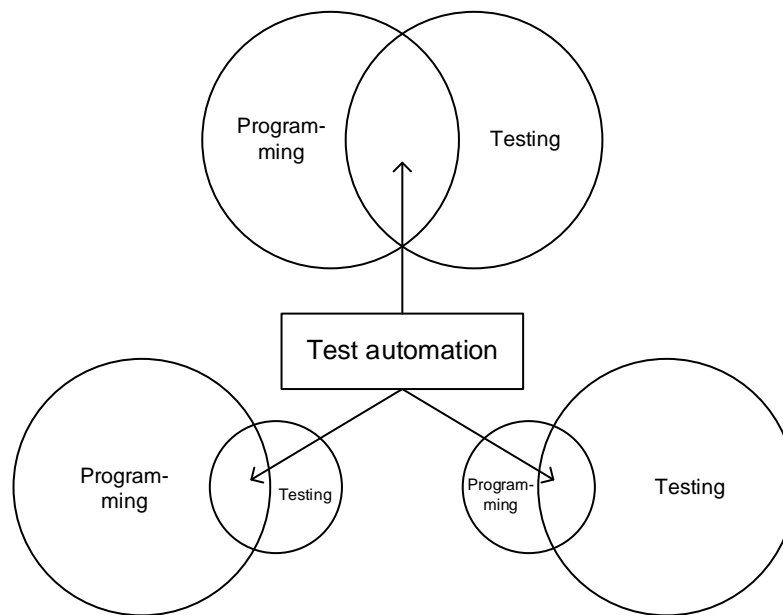 Program-
ming
Testing
Test automation
Program-
ming
Testing
Program-
ming
Testing